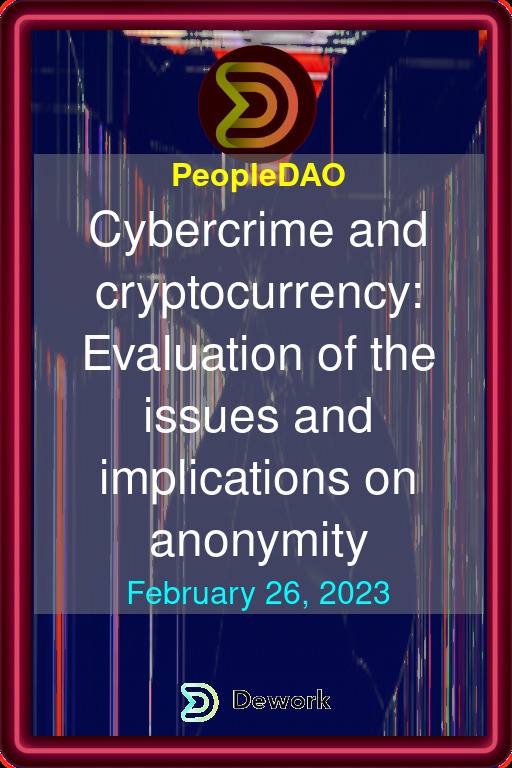 PeopleDAO
Cybercrime and
cryptocurrency:
Evaluation of the
issues and
implications on
anonymity
February 26, 2023
Dework